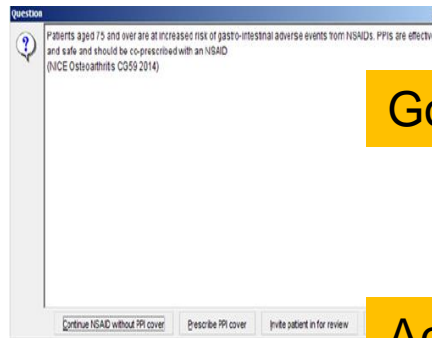 Question
Patients aged 75 and over are at increased risk of gastro-intestinal adverse events from NSAIDs. PPIs are effective
and safe and should be co-prescribed with an NSAID
(NICE Osteoarthrits CG59 2014)
Go
Continue NSAID without PPI cover
Prescribe PPI cover
Invite patient in for review